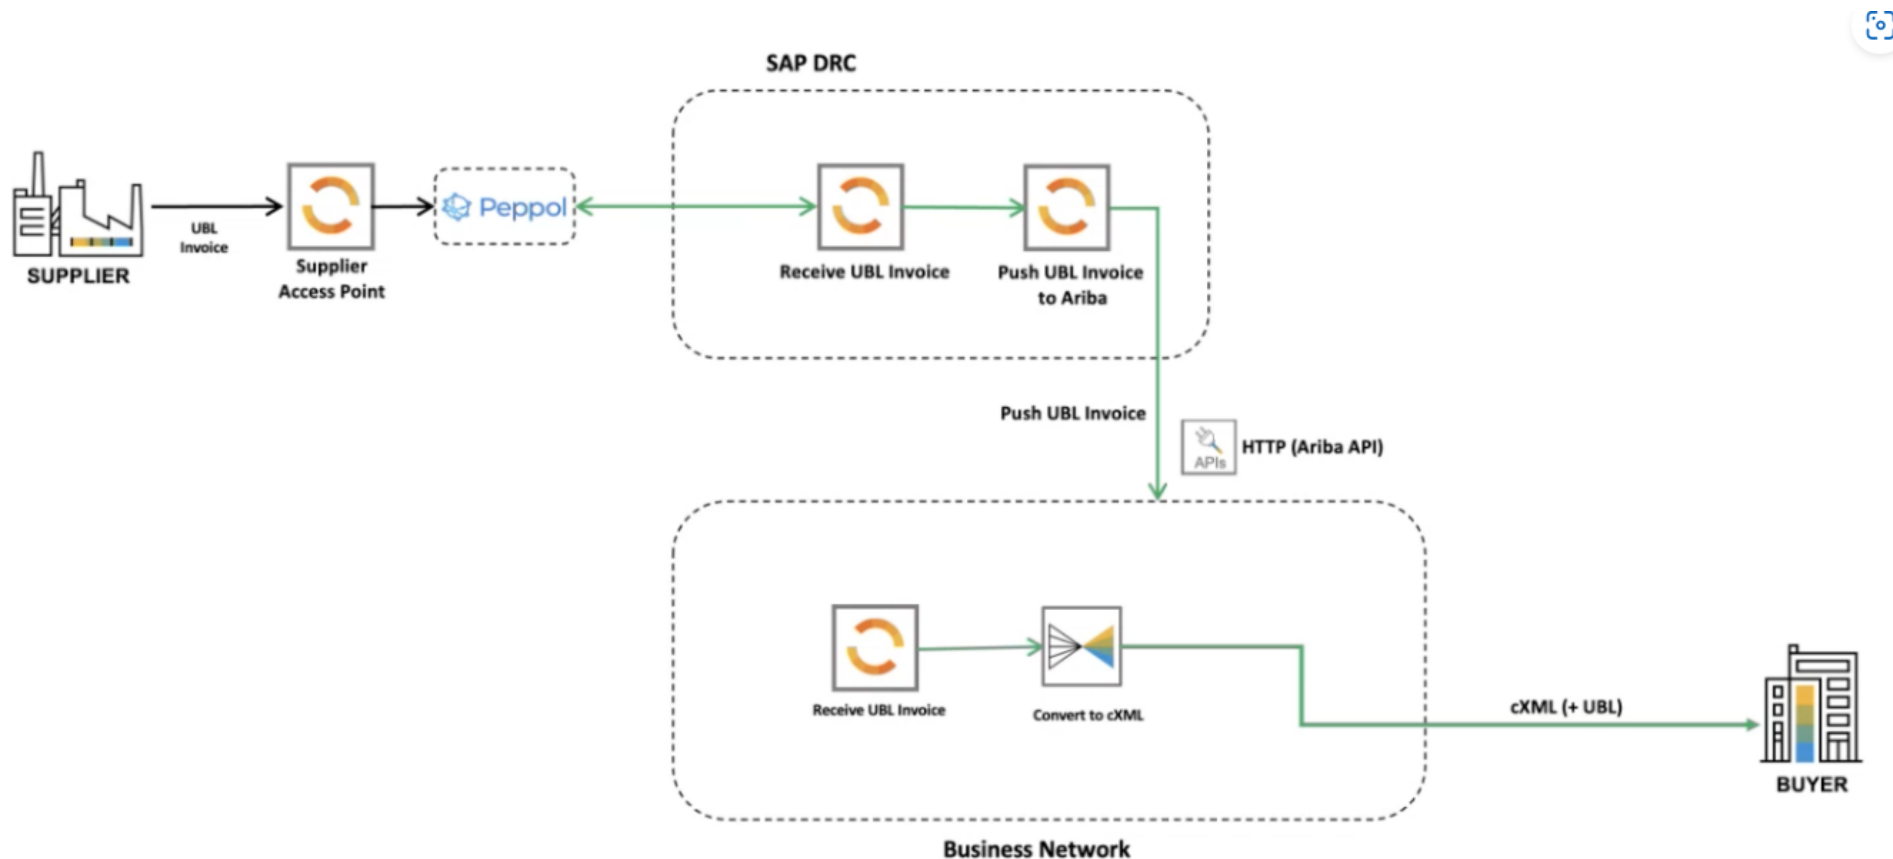 SAP DRC
SUPPLIER
UBL
Invoice
Supplier
Access Point
Peppol
Receive UBL Invoice
Push UBL Invoice
to Ariba
Push UBL Invoice
APIs
HTTP (Ariba API)
Receive UBL Invoice
Convert to cXML
cXML (+ UBL)
BUYER
Business Network